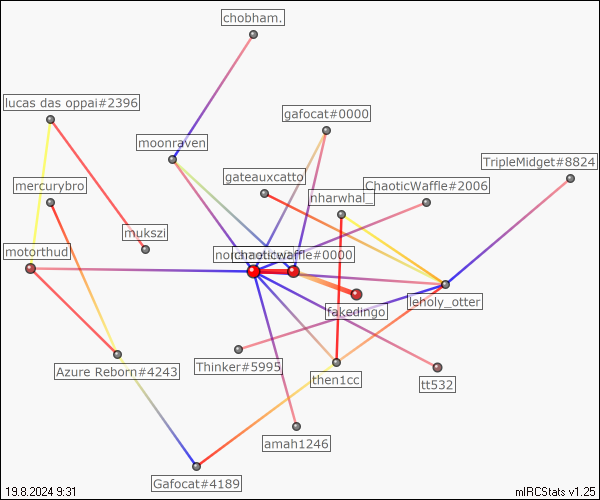 chobham.
lucas das oppai#2396
gafocat#0000
moonraven
TripleMidget#8824
gateauxcatto
mercurybro
ChaoticWaffle#2006
nharwhal_
mukszi
motorthud
chaoticwaffle#0000
leholy_otter
fakedingo
Thinker#5995
Azure Reborn#4243
then1cc
tt532
amah1246
Gafocat#4189
19.8.2024 9:31
mIRCStats v1.25